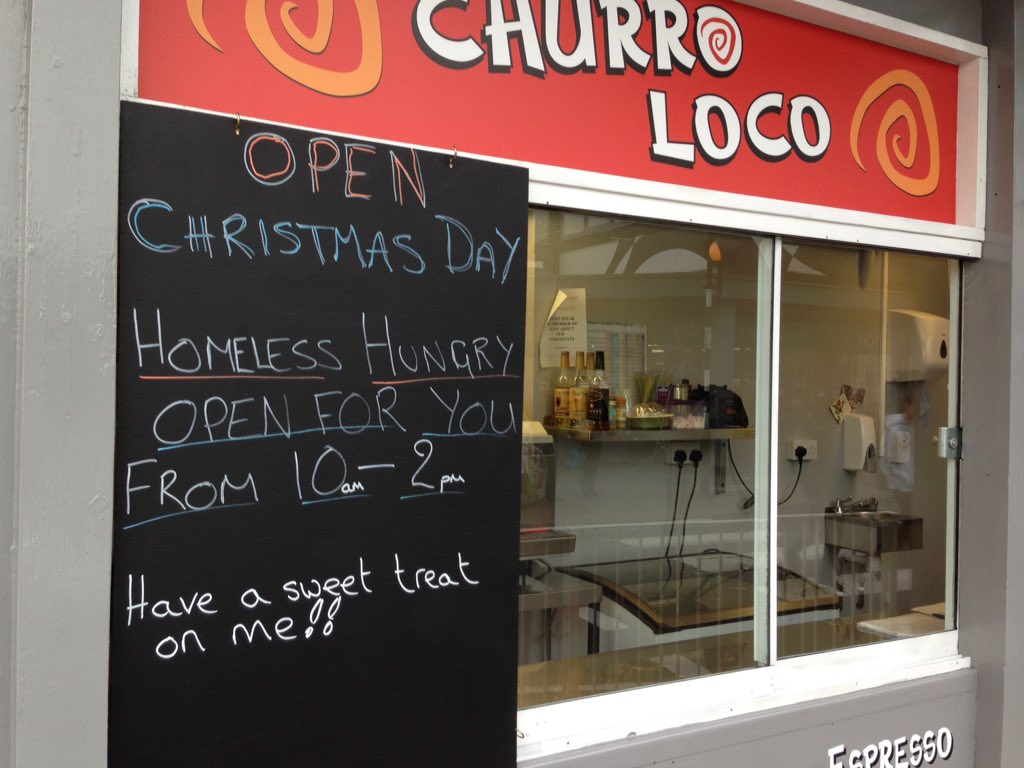 CHURRO
LOCO
OPEN
CHRISTMAS DAY
HOMELESS HUNGRY
OPEN FOR YOU
FROM 10am - 2pm
Have a sweet treat
on me..
ESPRESSO